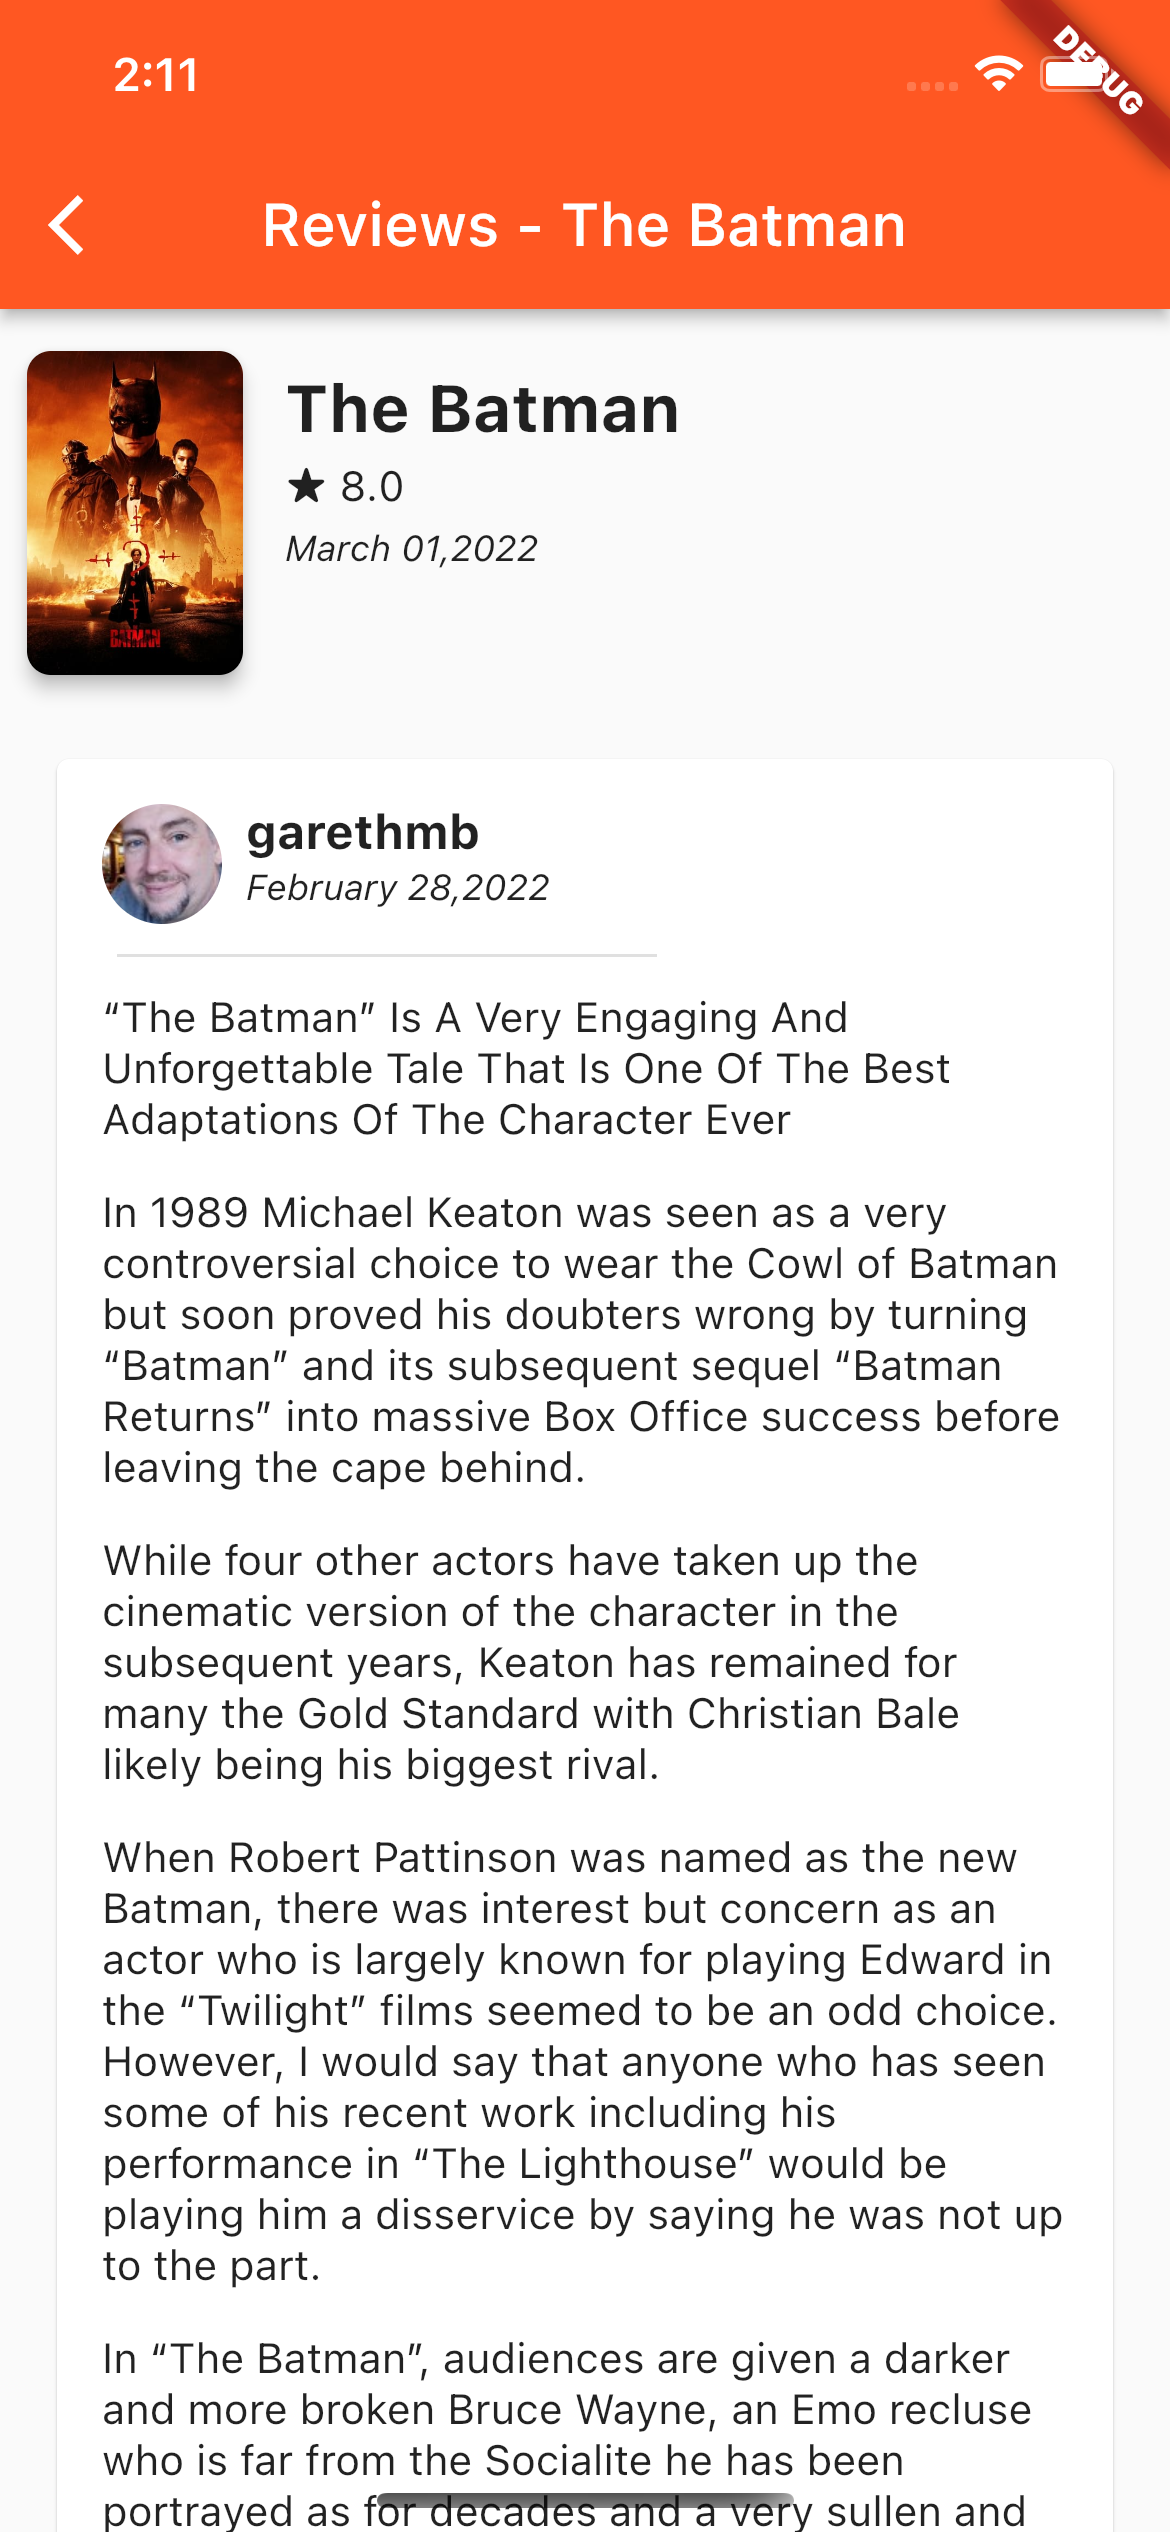 2:11
DEBUG
Reviews - The Batman
The Batman
8.0
March 01,2022
BATMAN
garethmb
February 28,2022
“The Batman” Is A Very Engaging And
Unforgettable Tale That Is One Of The Best
Adaptations Of The Character Ever
In 1989 Michael Keaton was seen as a very
controversial choice to wear the Cowl of Batman
but soon proved his doubters wrong by turning
“Batman” and its subsequent sequel “Batman
Returns” into massive Box Office success before
leaving the cape behind.
While four other actors have taken up the
cinematic version of the character in the
subsequent years, Keaton has remained for
many the Gold Standard with Christian Bale
likely being his biggest rival.
When Robert Pattinson was named as the new
Batman, there was interest but concern as an
actor who is largely known for playing Edward in
the “Twilight” films seemed to be an odd choice.
However, I would say that anyone who has seen
some of his recent work including his
performance in “The Lighthouse” would be
playing him a disservice by saying he was not up
to the part.
In “The Batman”, audiences are given a darker
and more broken Bruce Wayne, an Emo recluse
who is far from the Socialite he has been
portrayed as for decades and a very sullen and